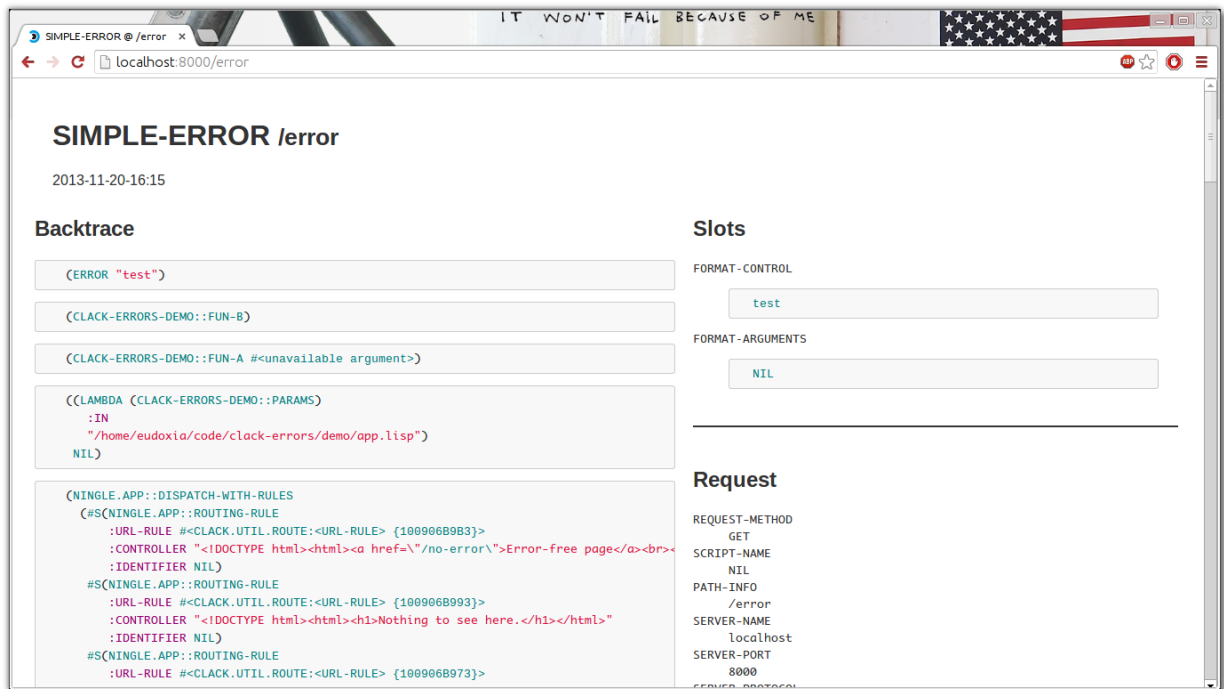 IT WON'T FAIL BECAUSE OF ME
SIMPLE-ERROR @ /error
localhost:8000/error
ABP
SIMPLE-ERROR /error
2013-11-20-16:15
Backtrace
(ERROR "test")
(CLACK-ERRORS-DEMO::FUN-B)
(CLACK-ERRORS-DEMO::FUN-A #<unavailable argument>)
((LAMBDA (CLACK-ERRORS-DEMO::PARAMS)
:IN
"/home/eudoxia/code/clack-errors/demo/app.lisp")
NIL)
(NINGLE.APP::DISPATCH-WITH-RULES
(#S(NINGLE.APP::ROUTING-RULE
:URL-RULE #<CLACK.UTIL.ROUTE:<URL-RULE> {100906B9B3}>
:CONTROLLER "<!DOCTYPE html><html><a href=\"/no-error\">Error-free page</a><br><
:IDENTIFIER NIL)
#S(NINGLE.APP::ROUTING-RULE
:URL-RULE #<CLACK.UTIL.ROUTE:<URL-RULE> {100906B993}>
:CONTROLLER "<!DOCTYPE html><html><h1>Nothing to see here.</h1></html>"
:IDENTIFIER NIL)
#S(NINGLE.APP::ROUTING-RULE
:URL-RULE #<CLACK.UTIL.ROUTE:<URL-RULE> {100906B973}>
Slots
FORMAT-CONTROL
test
FORMAT-ARGUMENTS
NIL
Request
REQUEST-METHOD
GET
SCRIPT-NAME
NIL
PATH-INFO
/error
SERVER-NAME
localhost
SERVER-PORT
8000
SERVER-PROTOCOL